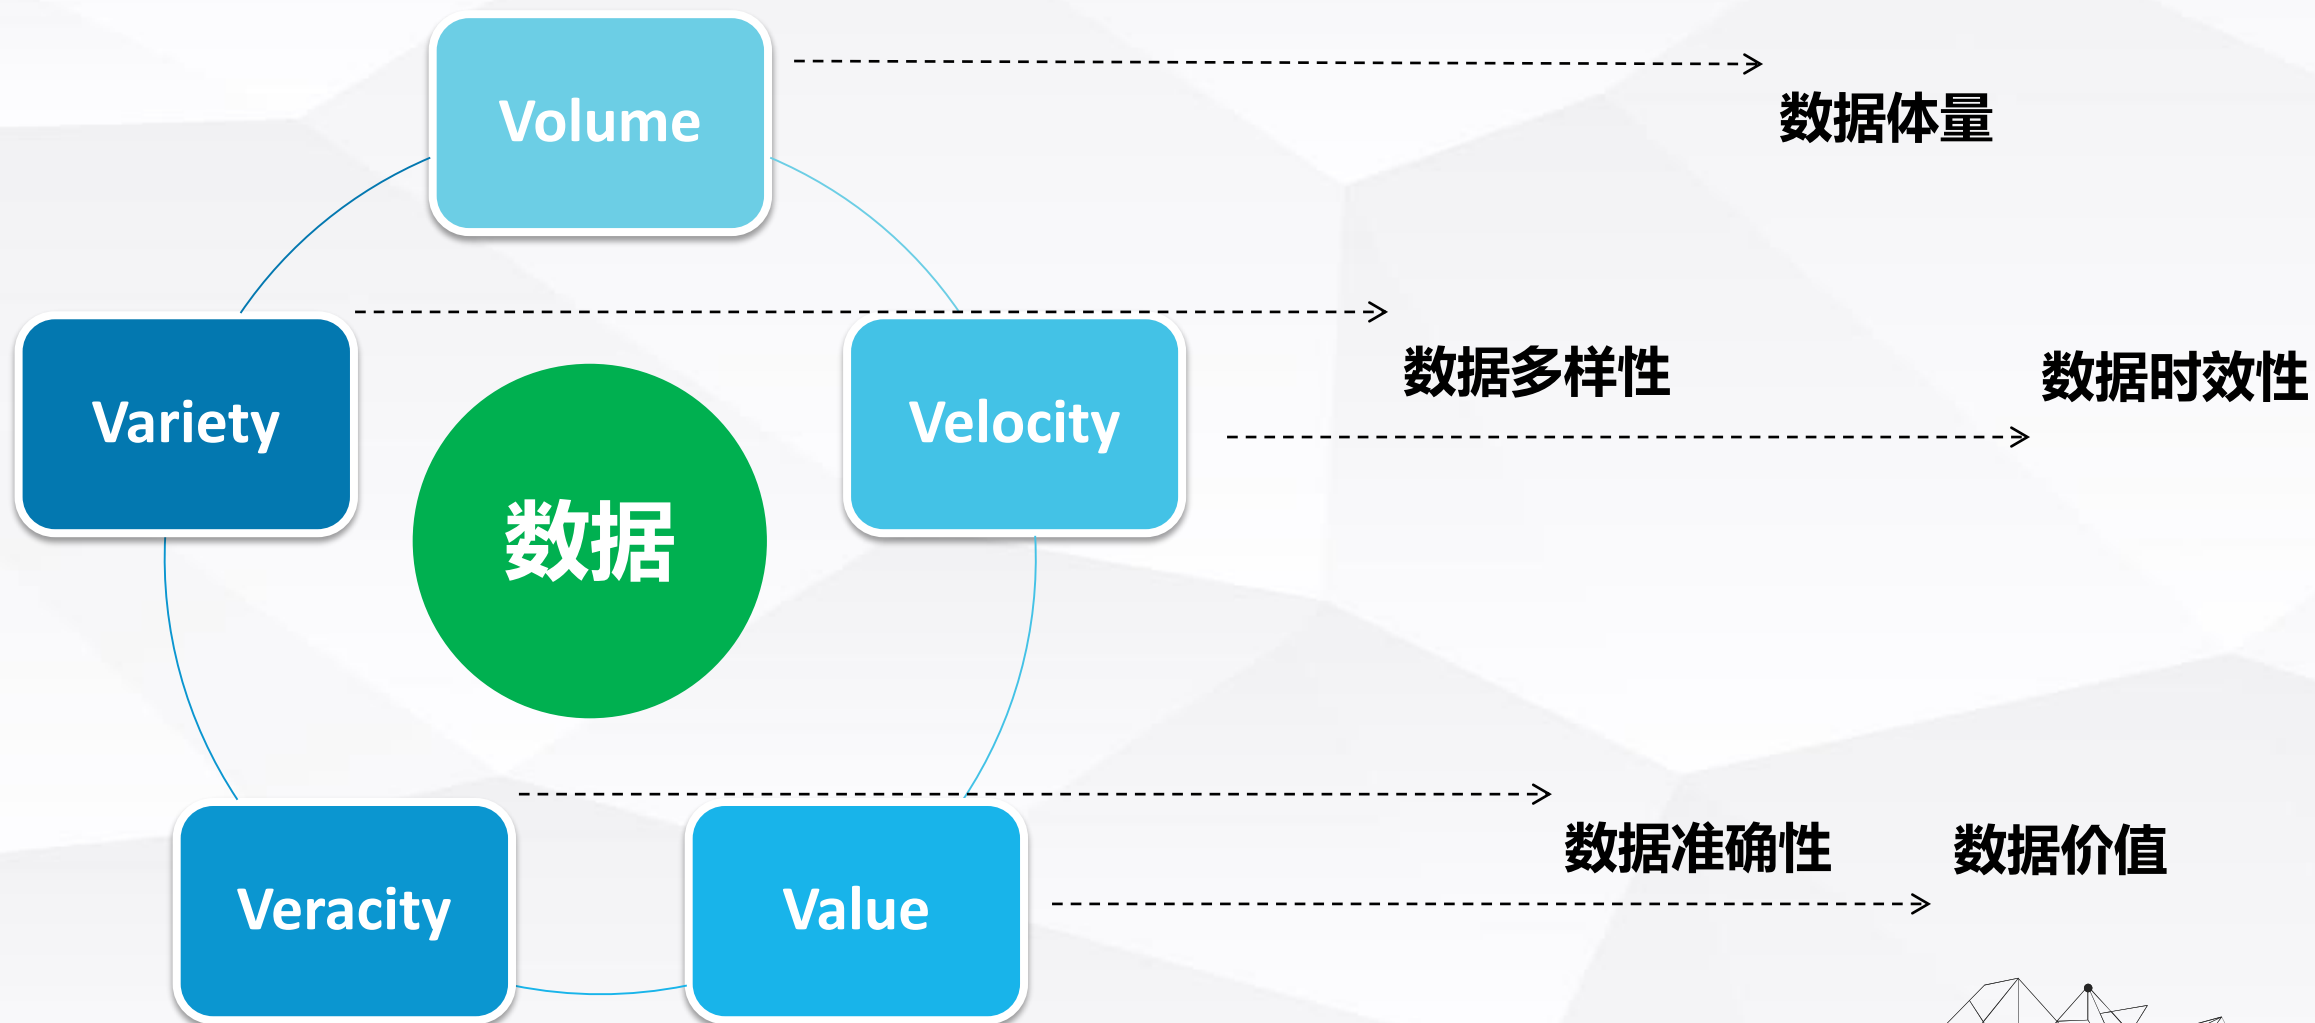 Volume
数据体量
Variety
Velocity
数据多样性
数据时效性
数据
Veracity
Value
数据准确性
数据价值